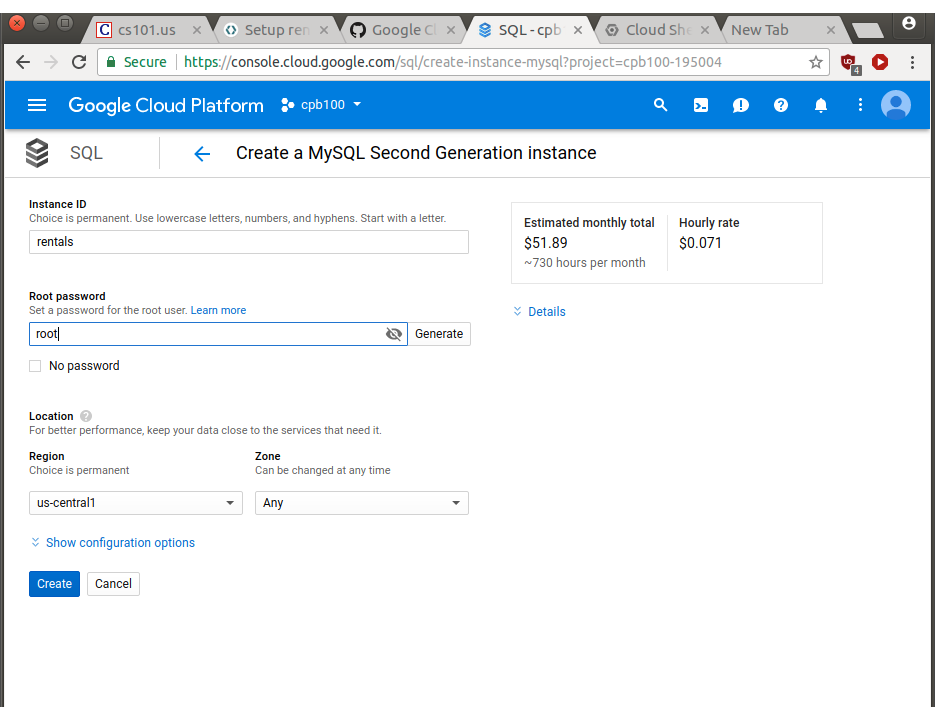 C cs101.us × Setup ren × Google Cl × SQL - cpb × Cloud She × New Tab ×
Secure https://console.cloud.google.com/sql/create-instance-mysql?project=cpb100-195004 4
Google Cloud Platform cpb100
SQL Create a MySQL Second Generation instance
Instance ID
Choice is permanent. Use lowercase letters, numbers, and hyphens. Start with a letter.
rentals
Estimated monthly total Hourly rate
$51.89 $0.071
~730 hours per month
Details
Root password
Set a password for the root user. Learn more
root Generate
No password
Location ?
For better performance, keep your data close to the services that need it.
Region Zone
Choice is permanent Can be changed at any time
us-central1 Any
Show configuration options
Create Cancel